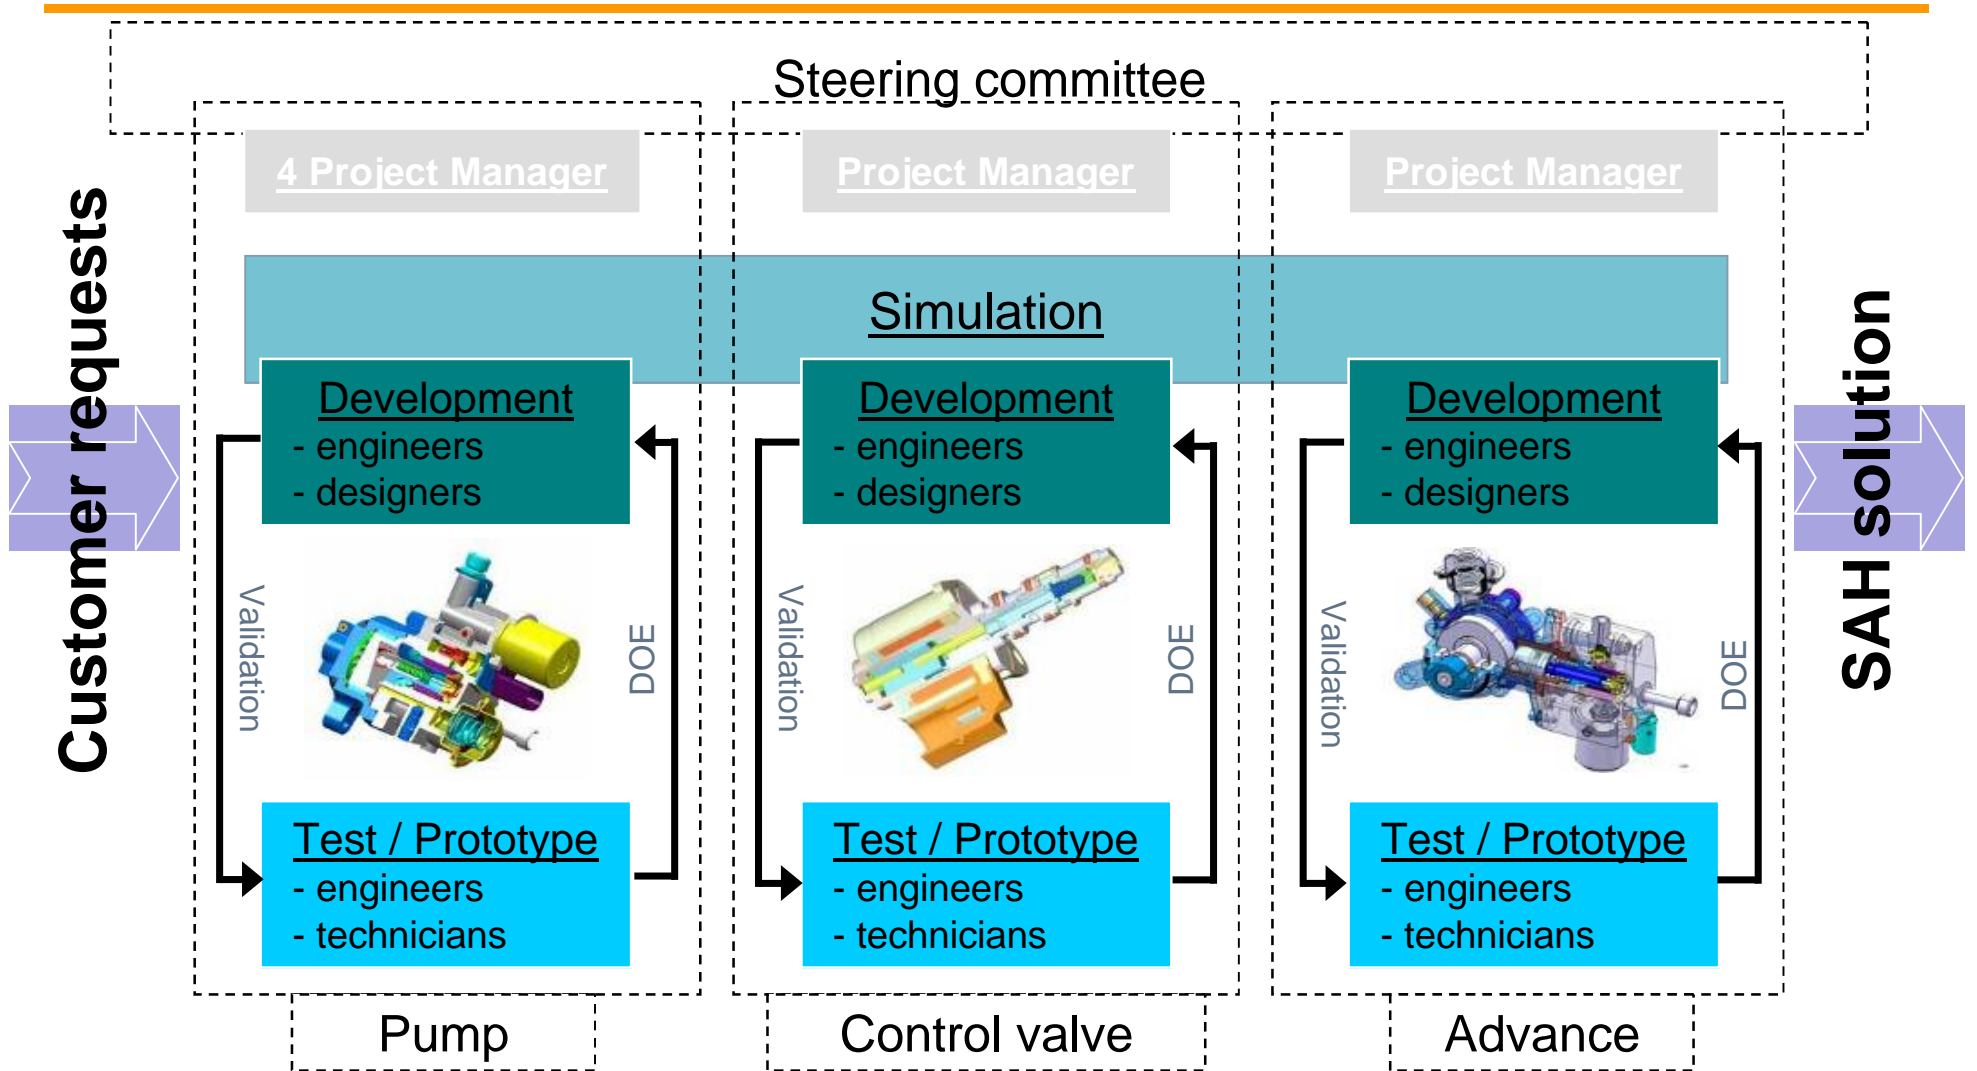 Steering committee
4 Project Manager
Project Manager
Project Manager
Customer requests
Simulation
SAH solution
Development
- engineers
- designers
Development
- engineers
- designers
Development
- engineers
- designers
Validation
DOE
Validation
DOE
Validation
DOE
Test / Prototype
- engineers
- technicians
Test / Prototype
- engineers
- technicians
Test / Prototype
- engineers
- technicians
Pump
Control valve
Advance